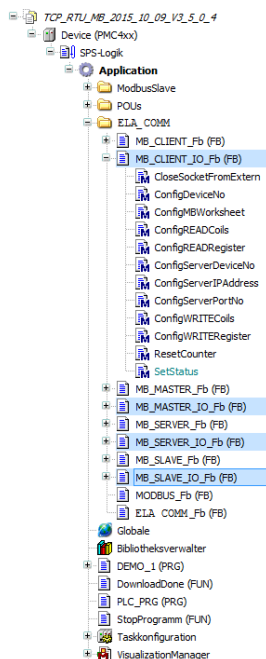 TCP_RTU_MB_2015_10_09_V3_5_0_4
Device (PMC4xx)
SPS-Logik
Application
ModbusSlave
POUs
ELA_COMM
MB_CLIENT_Fb (FB)
MB_CLIENT_IO_Fb (FB)
CloseSocketFromExtern
ConfigDeviceNo
ConfigMBWorksheet
ConfigREADCoils
ConfigREADRegister
ConfigServerDeviceNo
ConfigServerIPAddress
ConfigServerPortNo
ConfigWRITECoils
ConfigWRITERegister
ResetCounter
SetStatus
MB_MASTER_Fb (FB)
MB_MASTER_IO_Fb (FB)
MB_SERVER_Fb (FB)
MB_SERVER_IO_Fb (FB)
MB_SLAVE_Fb (FB)
MB_SLAVE_IO_Fb (FB)
MODBUS_Fb (FB)
ELA_COMM_Fb (FB)
Globale
Bibliotheksverwalter
DEMO_1 (PRG)
DownloadDone (FUN)
PLC_PRG (PRG)
StopProgramm (FUN)
Taskkonfiguration
VisualizationManager